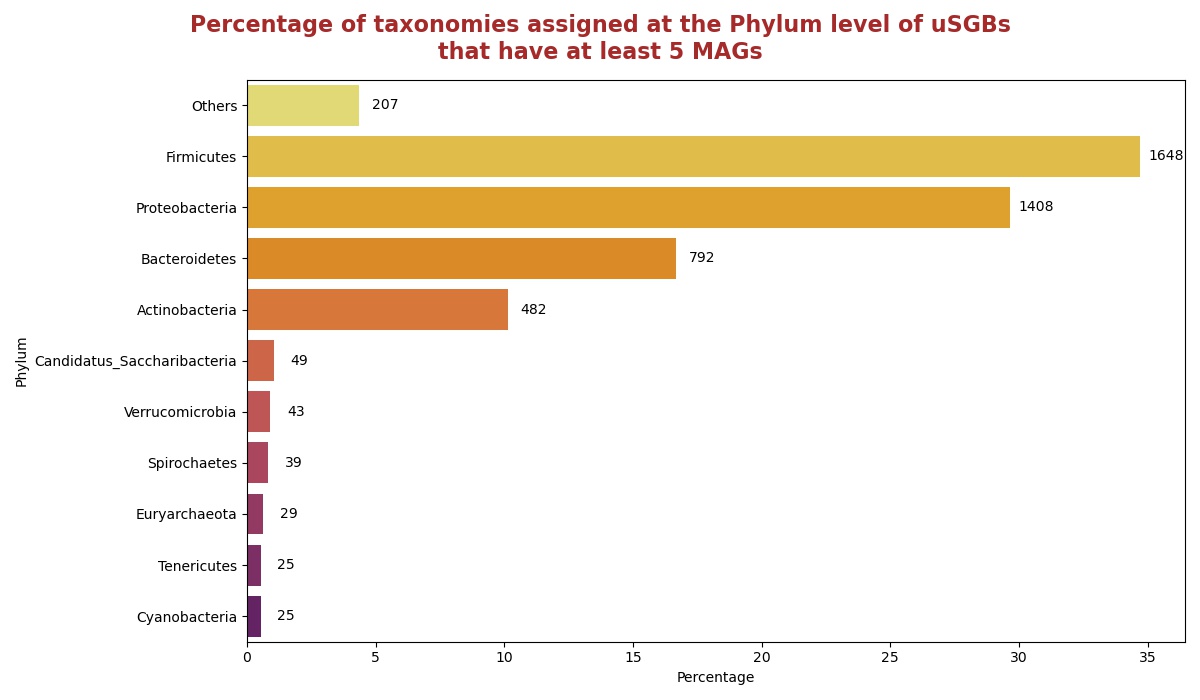 Percentage of taxonomies assigned at the Phylum level of uSGBs
that have at least 5 MAGs
Others 207
Firmicutes 1648
Proteobacteria 1408
Bacteroidetes 792
Actinobacteria 482
Phylum
Candidatus_Saccharibacteria 49
Verrucomicrobia 43
Spirochaetes 39
Euryarchaeota 29
Tenericutes 25
Cyanobacteria 25
0 5 10 15 20 25 30 35
Percentage